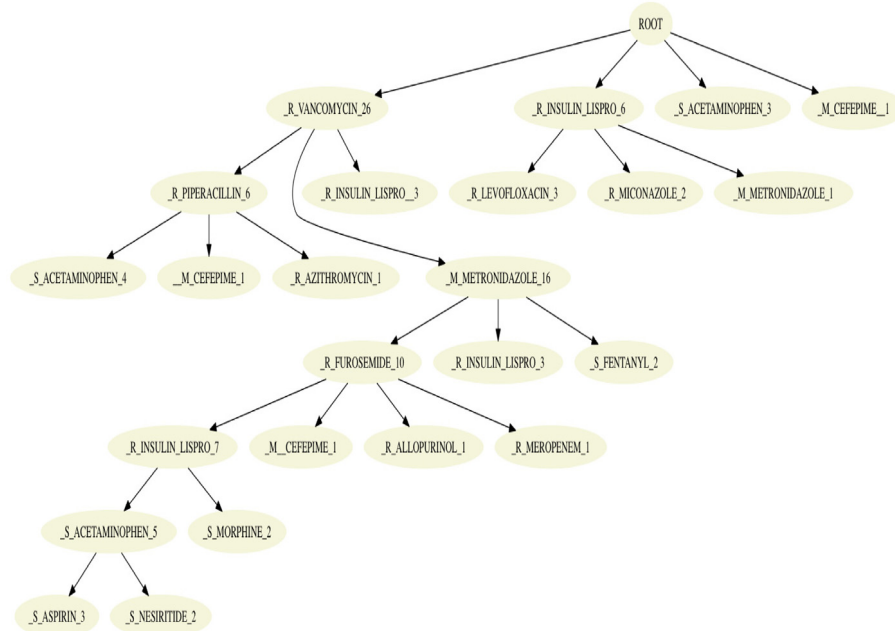 ROOT
_R_VANCOMYCIN_26
_R_INSULIN_LISPRO_6
_S_ACETAMINOPHEN_3
_M_CEFEPIME__1
_R_PIPERACILLIN_6
_R_INSULIN_LISPRO__3
_R_LEVOFLOXACIN_3
_R_MICONAZOLE_2
_M_METRONIDAZOLE_1
_S_ACETAMINOPHEN_4
__M_CEFEPIME_1
_R_AZITHROMYCIN_1
_M_METRONIDAZOLE_16
_R_FUROSEMIDE_10
_R_INSULIN_LISPRO_3
_S_FENTANYL_2
_R_INSULIN_LISPRO_7
_M__CEFEPIME_1
_R_ALLOPURINOL_1
_R_MEROPENEM_1
_S_ACETAMINOPHEN_5
_S_MORPHINE_2
_S_ASPIRIN_3
_S_NESIRITIDE_2